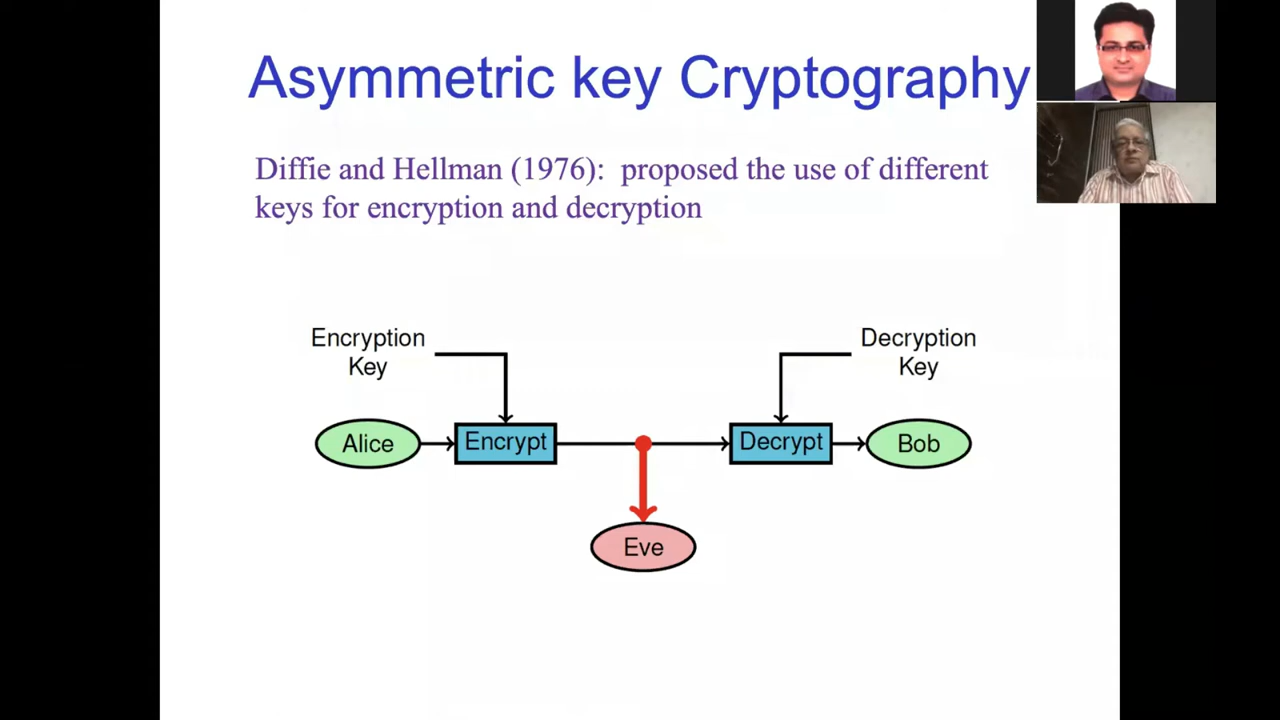 Asymmetric key Cryptography
Diffie and Hellman (1976):  proposed the use of different
keys for encryption and decryption
Encryption
Key
Decryption
Key
Alice
Encrypt
Decrypt
Bob
Eve